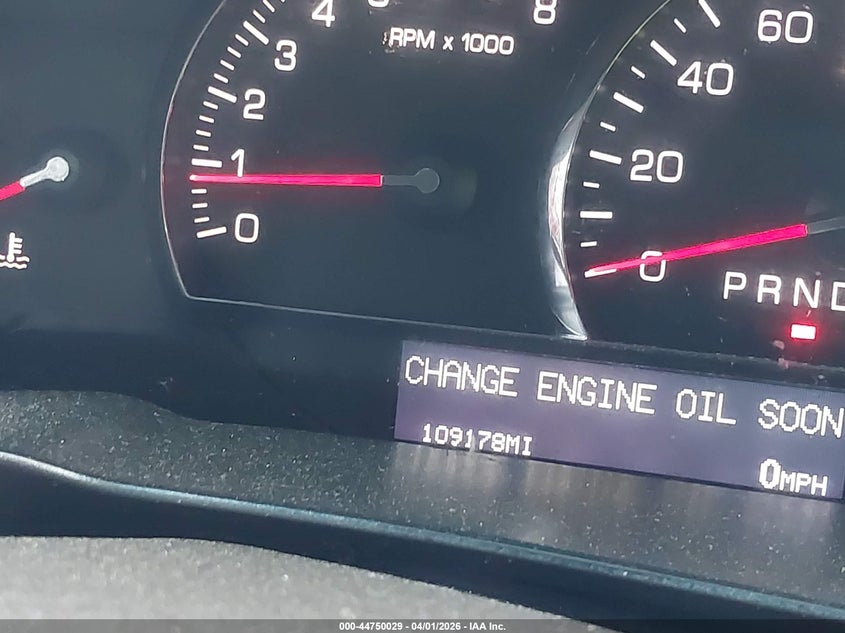 4
8
60
RPM x 1000
3
40
2
1
20
0
0
P R N D
CHANGE ENGINE OIL SOON
109178MI
0MPH
000-44750029 - 04/01/2026 - IAA Inc.